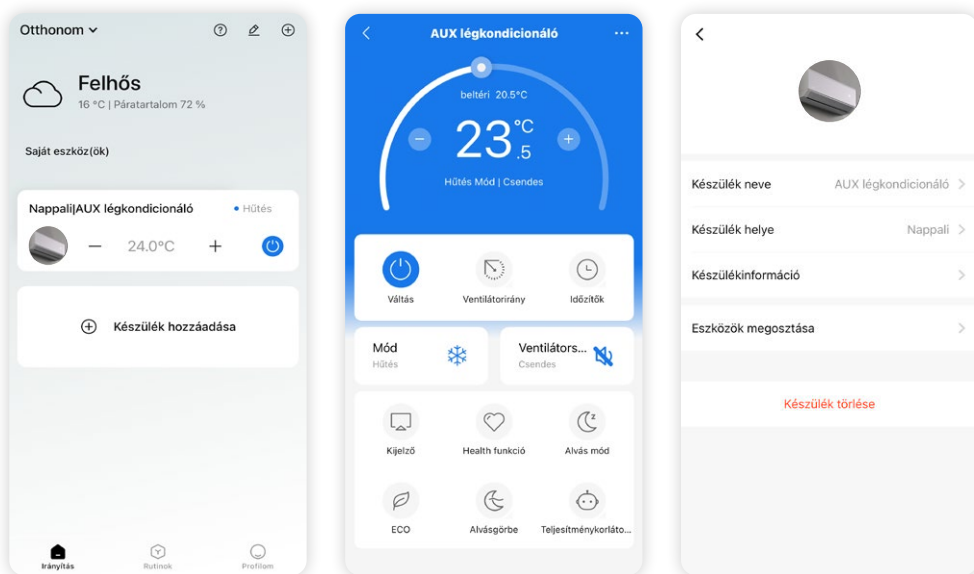 Otthonom
Felhős
16 °C | Páratartalom 72 %
Saját eszköz(ök)
Nappali|AUX légkondicionáló
Hűtés
24.0°C
Készülék hozzáadása
Irányítás
Rutinok
Profilom
AUX légkondicionáló
beltéri 20.5°C
23.5 °C
Hűtés Mód | Csendes
Váltás
Ventilátorirány
Időzítők
Mód
Hűtés
Ventilátors...
Csendes
Kijelző
Health funkció
Alvás mód
ECO
Alvásgörbe
Teljesítménykorláto...
Készülék neve
AUX légkondicionáló
Készülék helye
Nappali
Készülékinformáció
Eszközök megosztása
Készülék törlése